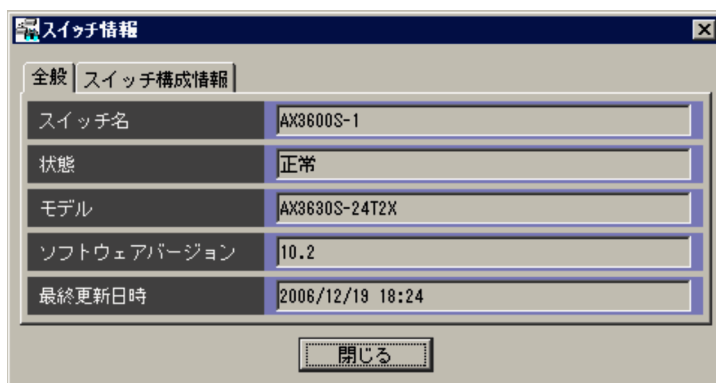 スイッチ情報
全般 スイッチ構成情報
スイッチ名 AX3600S-1
状態 正常
モデル AX3630S-24T2X
ソフトウェアバージョン 10.2
最終更新日時 2006/12/19 18:24
閉じる